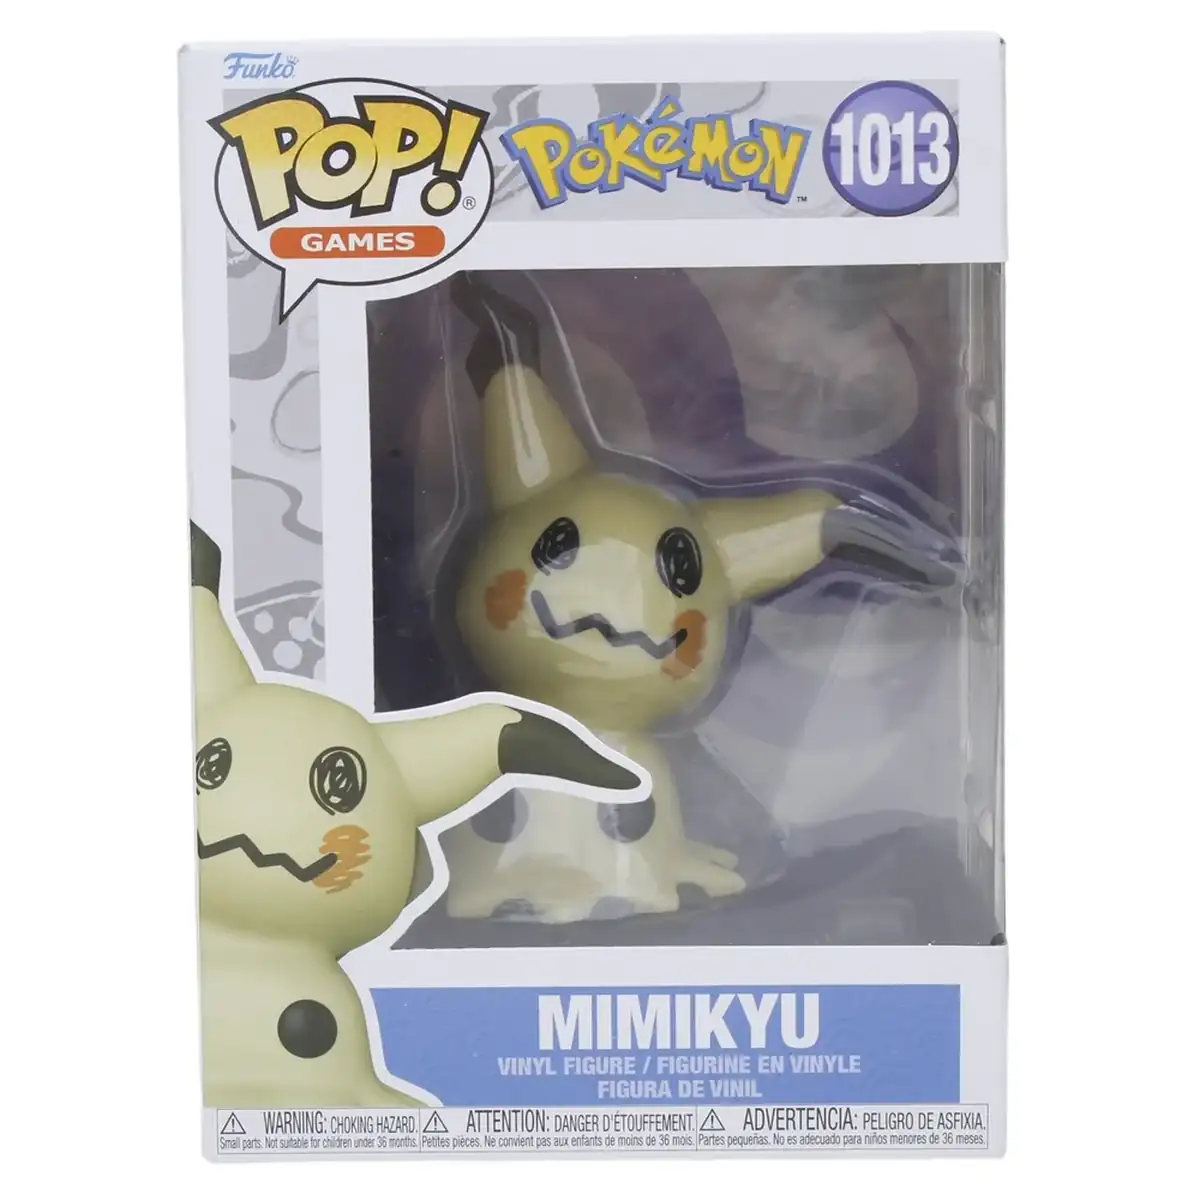 Funko
POP!®
GAMES
POKéMON™
1013
MIMIKYU
VINYL FIGURE / FIGURINE EN VINYLE
FIGURA DE VINIL
WARNING: CHOKING HAZARD.
Small parts. Not suitable for children under 36 months.
ATTENTION: DANGER D'ÉTOUFFEMENT.
Petites pièces. Ne convient pas aux enfants de moins de 36 mois.
ADVERTENCIA: PELIGRO DE ASFIXIA.
Partes pequeñas. No es adecuado para niños menores de 36 meses.